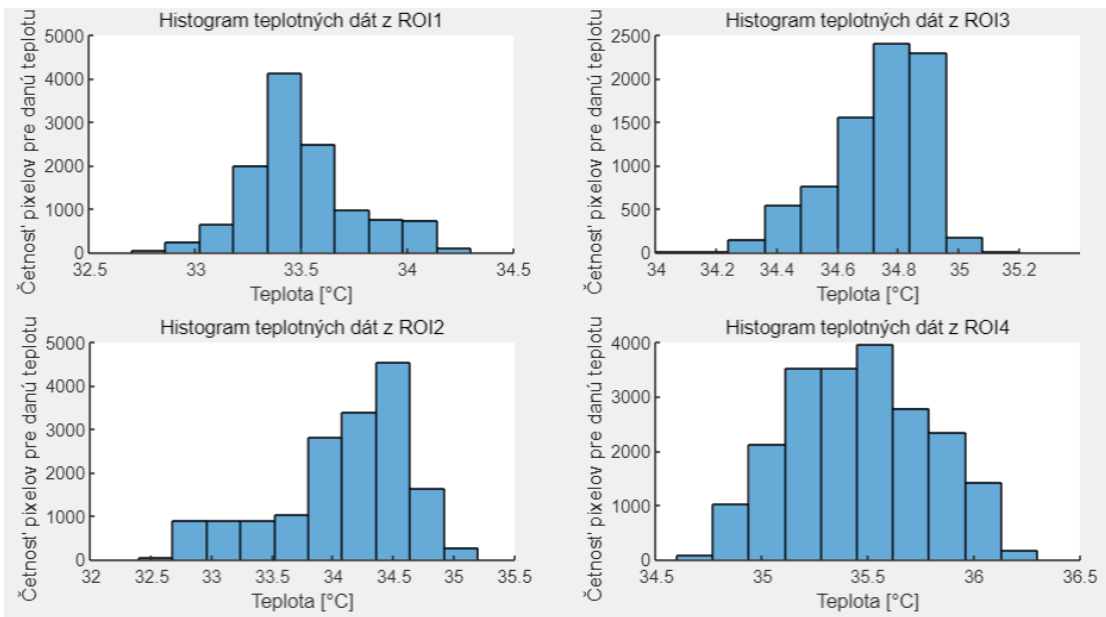 Histogram teplotných dát z ROI1
Četnosť pixelov pre danú teplotu
5000
4000
3000
2000
1000
0
32.5 33 33.5 34 34.5
Teplota [°C]
Histogram teplotných dát z ROI3
Četnosť pixelov pre danú teplotu
2500
2000
1500
1000
500
0
34 34.2 34.4 34.6 34.8 35 35.2
Teplota [°C]
Histogram teplotných dát z ROI2
Četnosť pixelov pre danú teplotu
5000
4000
3000
2000
1000
0
32 32.5 33 33.5 34 34.5 35 35.5
Teplota [°C]
Histogram teplotných dát z ROI4
Četnosť pixelov pre danú teplotu
4000
3000
2000
1000
0
34.5 35 35.5 36 36.5
Teplota [°C]